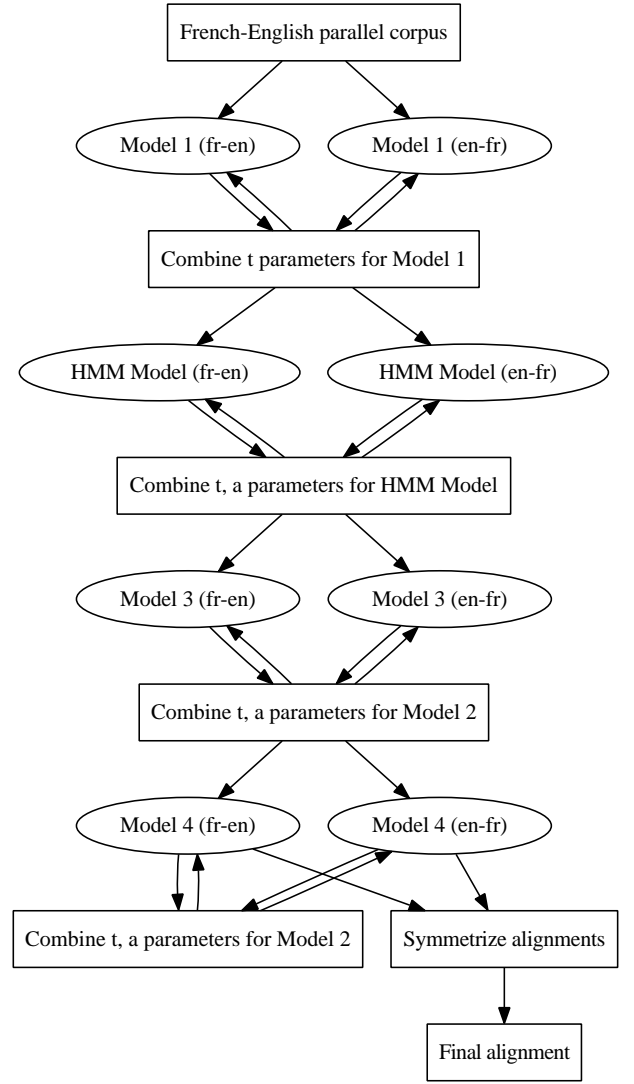 French-English parallel corpus
Model 1 (fr-en)
Model 1 (en-fr)
Combine t parameters for Model 1
HMM Model (fr-en)
HMM Model (en-fr)
Combine t, a parameters for HMM Model
Model 3 (fr-en)
Model 3 (en-fr)
Combine t, a parameters for Model 2
Model 4 (fr-en)
Model 4 (en-fr)
Combine t, a parameters for Model 2
Symmetrize alignments
Final alignment